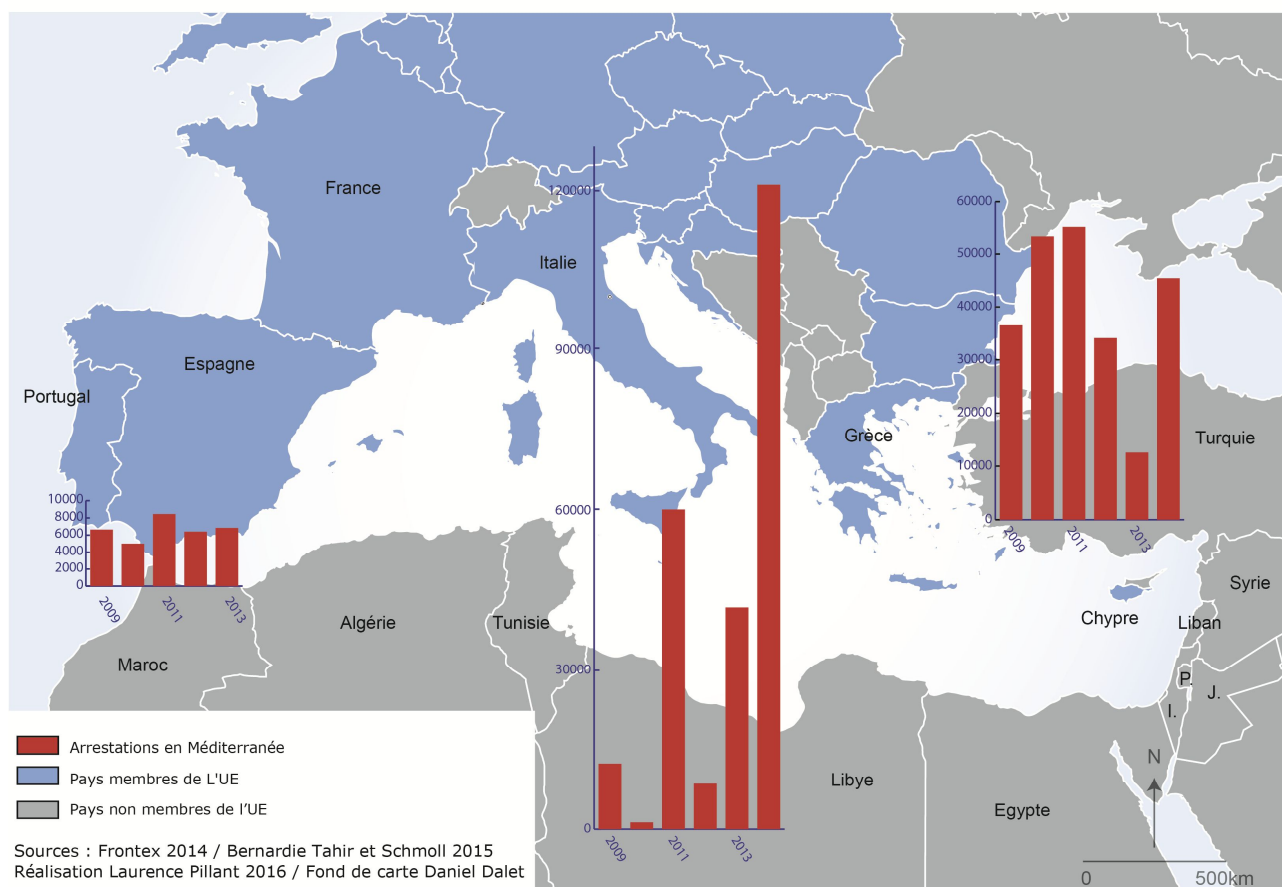 France
Italie
Espagne
Portugal
Grèce
Turquie
Chypre
Syrie
Liban
P.
J.
I.
Maroc
Algérie
Tunisie
Libye
Egypte
10000
8000
6000
4000
2000
0
2009
2011
2013
120000
90000
60000
30000
0
2009
2011
2013
60000
50000
40000
30000
20000
10000
0
2009
2011
2013
Arrestations en Méditerranée
Pays membres de L'UE
Pays non membres de l'UE
Sources : Frontex 2014 / Bernardie Tahir et Schmoll 2015
Réalisation Laurence Pillant 2016 / Fond de carte Daniel Dalet
N
0 500km